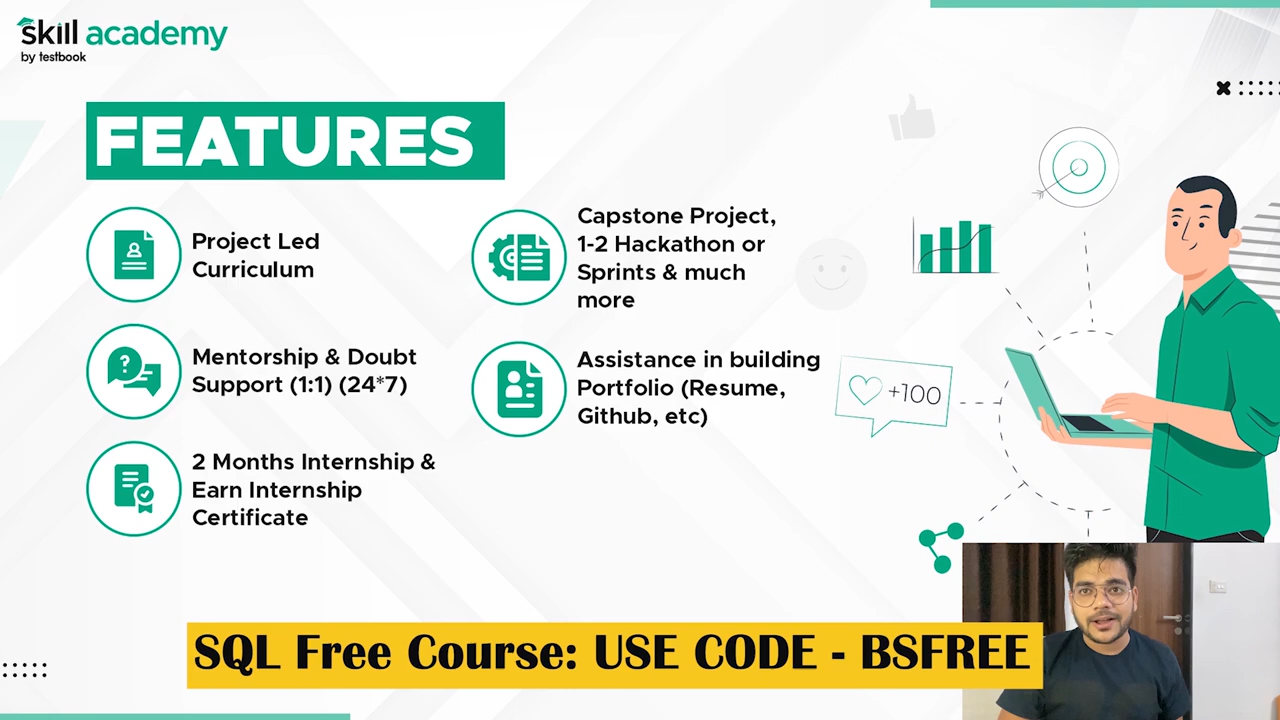 skill academy
by testbook
FEATURES
Project Led
Curriculum
Mentorship & Doubt
Support (1:1) (24*7)
2 Months Internship &
Earn Internship
Certificate
Capstone Project,
1-2 Hackathon or
Sprints & much
more
Assistance in building
Portfolio (Resume,
Github, etc)
+100
SQL Free Course: USE CODE - BSFREE